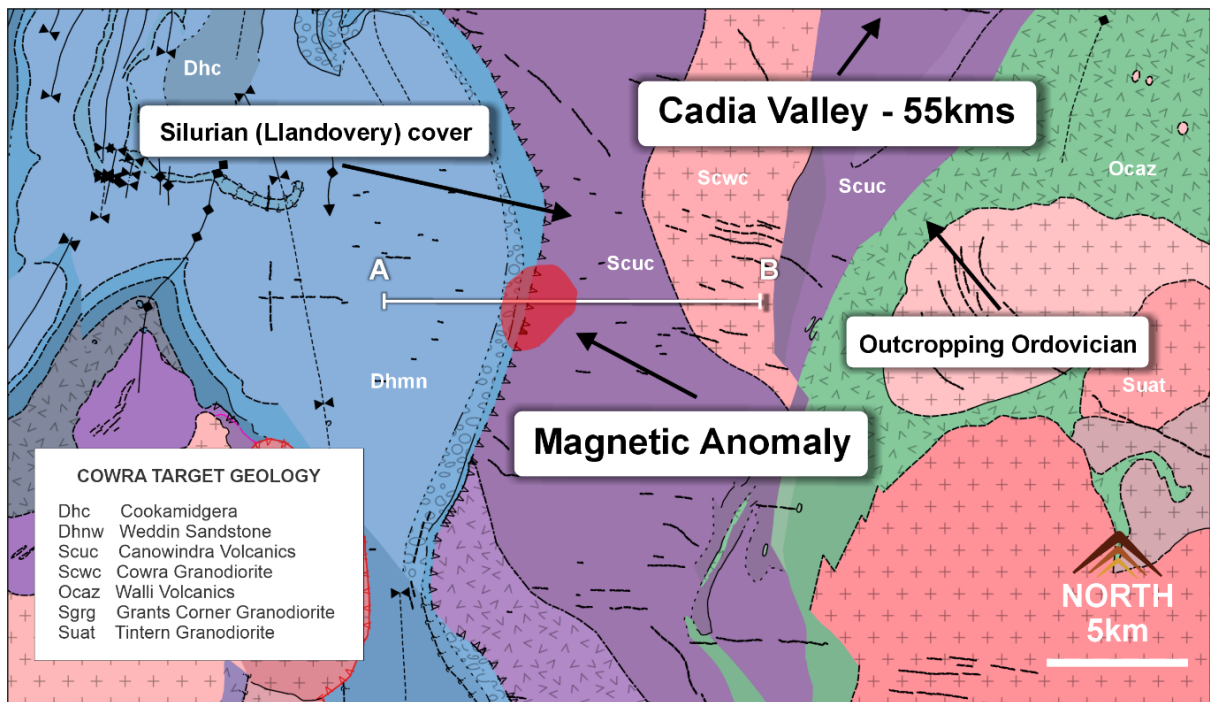 Dhc
Silurian (Llandovery) cover
Cadia Valley - 55kms
Scwc
Scuc
Ocaz
A
Scuc
B
Outcropping Ordovician
Dhmn
Suat
Magnetic Anomaly
COWRA TARGET GEOLOGY
Dhc Cookamidgera
Dhnw Weddin Sandstone
Scuc Canowindra Volcanics
Scwc Cowra Granodiorite
Ocaz Walli Volcanics
Sgrg Grants Corner Granodiorite
Suat Tintern Granodiorite
NORTH
5km